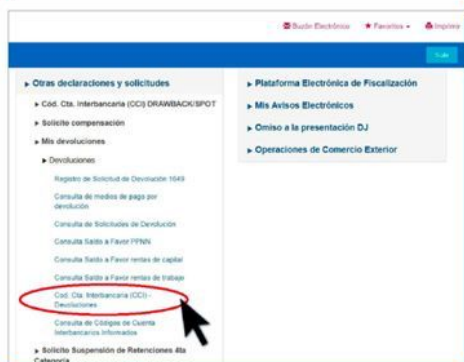 Buzón Electrónico
Favoritos
Imprimir
Otras declaraciones y solicitudes
Cód. Cta. Interbancaria (CCI) DRAWBACK/SPOT
Solicito compensación
Mis devoluciones
Devoluciones
Registro de Solicitud de Devolución 1649
Consulta de medios de pago por
devolución
Consulta de Solicitudes de Devolución
Consulta Saldo a Favor PPNN
Consulta Saldo a Favor rentas de capital
Consulta Saldo a Favor rentas de trabajo
Cod. Cta. Interbancaria (CCI) -
Devoluciones
Consulta de Códigos de Cuenta
Interbancarios Informados
Solicito Suspensión de Retenciones 4ta
Categoría
Plataforma Electrónica de Fiscalización
Mis Avisos Electrónicos
Omiso a la presentación DJ
Operaciones de Comercio Exterior